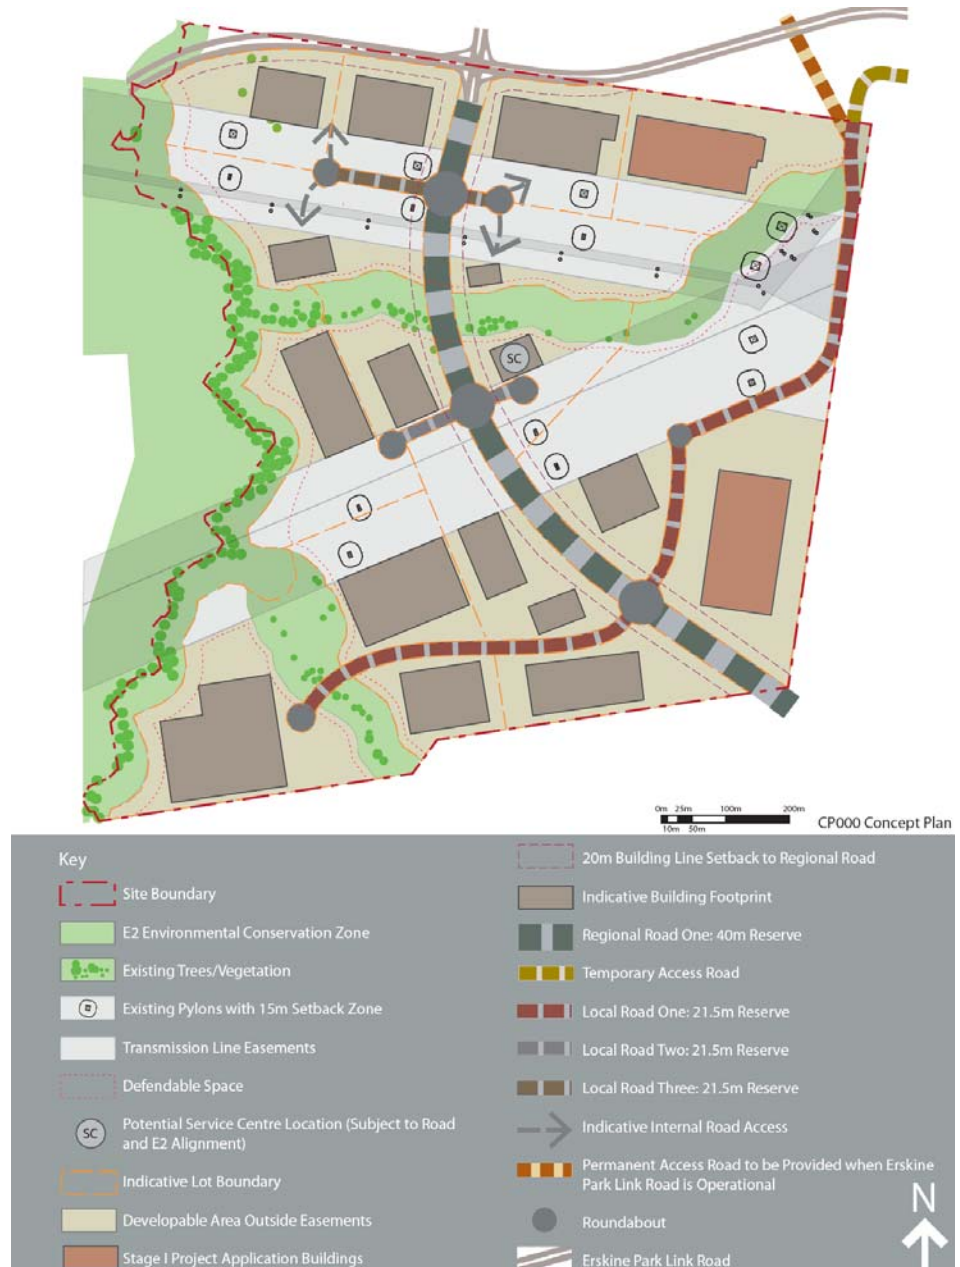 SC
0m 25m 100m 200m
10m 50m
CP000 Concept Plan
Key
Site Boundary
E2 Environmental Conservation Zone
Existing Trees/Vegetation
Existing Pylons with 15m Setback Zone
Transmission Line Easements
Defendable Space
SC
Potential Service Centre Location (Subject to Road
and E2 Alignment)
Indicative Lot Boundary
Developable Area Outside Easements
Stage I Project Application Buildings
20m Building Line Setback to Regional Road
Indicative Building Footprint
Regional Road One: 40m Reserve
Temporary Access Road
Local Road One: 21.5m Reserve
Local Road Two: 21.5m Reserve
Local Road Three: 21.5m Reserve
Indicative Internal Road Access
Permanent Access Road to be Provided when Erskine
Park Link Road is Operational
Roundabout
Erskine Park Link Road
N